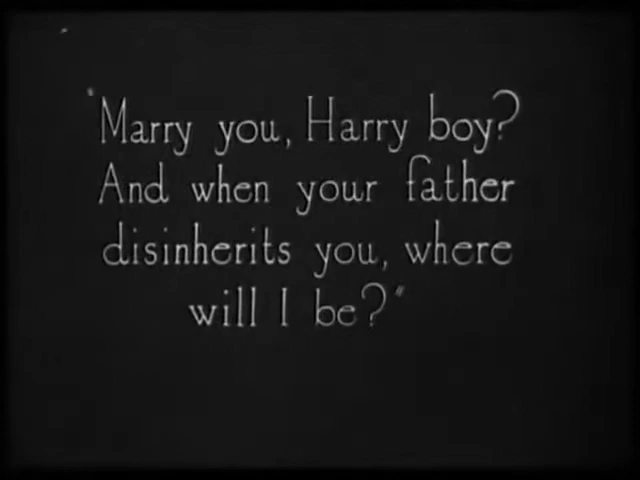 "Marry you, Harry boy?
And when your father
disinherits you, where
will I be?"